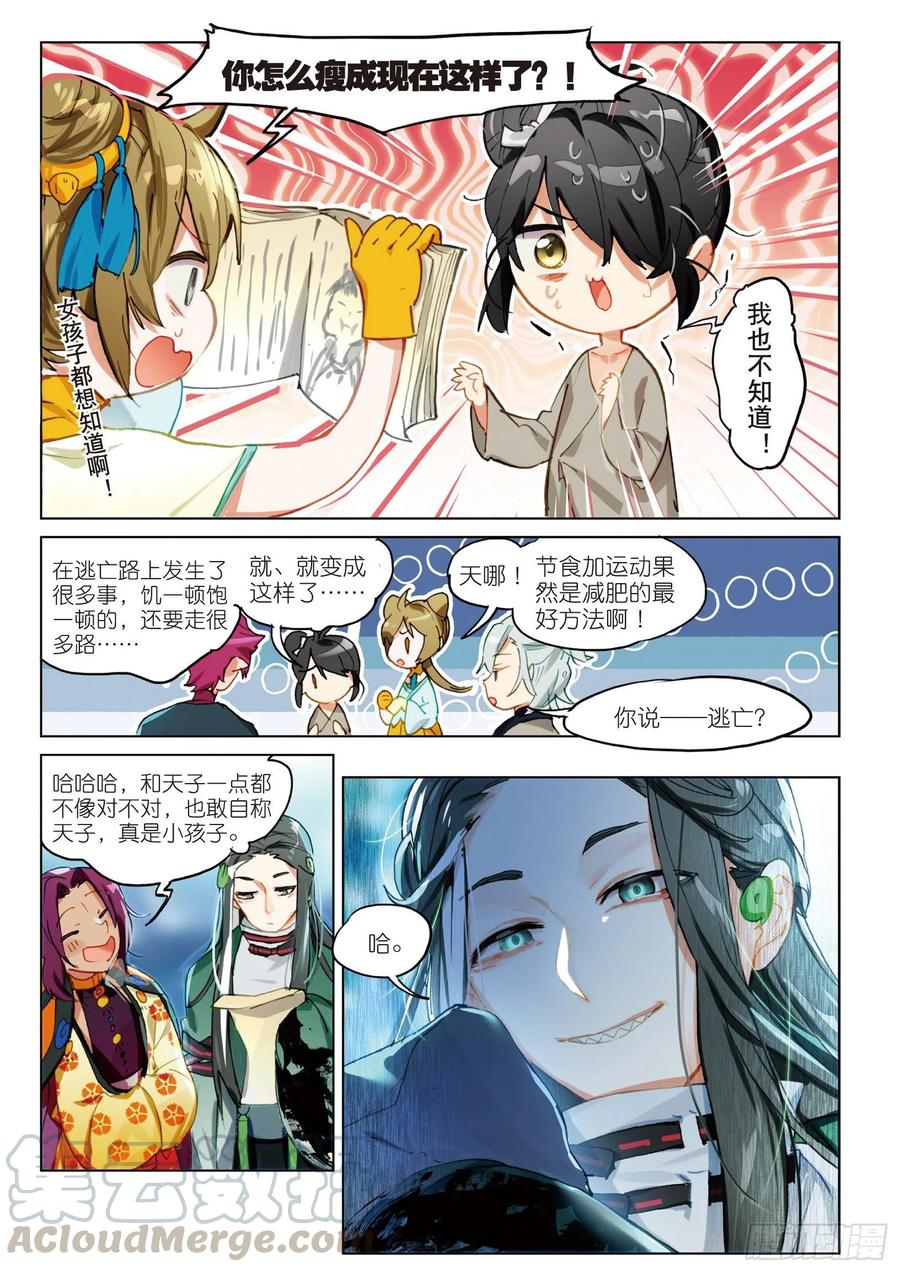 你怎么瘦成现在这样了？！
我也不知道！
女孩子都想知道啊！
在逃亡路上发生了
很多事，饥一顿饱
一顿的，还要走很
多路……
就、就变成
这样了……
天哪！
节食加运动果
然是减肥的最
好方法啊！
你说——逃亡？
哈哈哈，和天子一点都
不像对不对，也敢自称
天子，真是小孩子。
哈。
集云数据
ACloudMerge.com
腾讯动漫